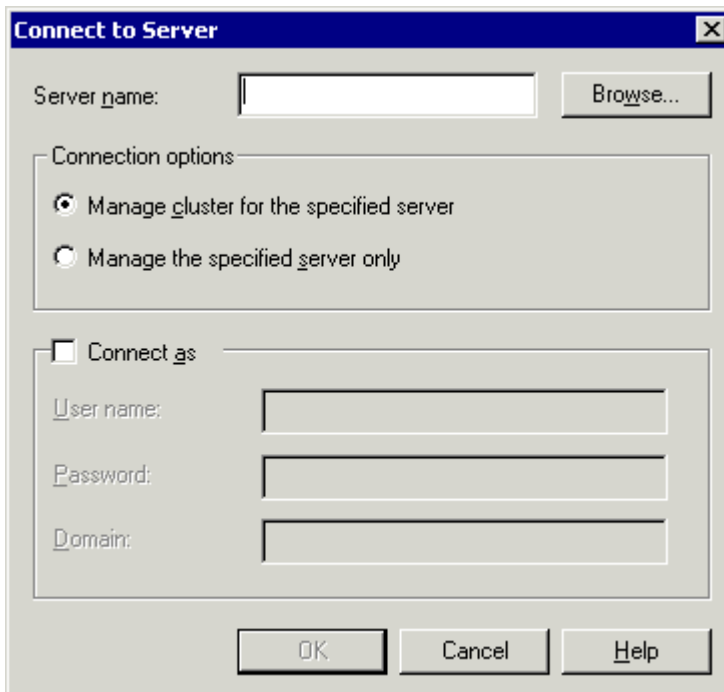 Connect to Server
Server name:
Browse...
Connection options
Manage cluster for the specified server
Manage the specified server only
Connect as
User name:
Password:
Domain:
OK
Cancel
Help